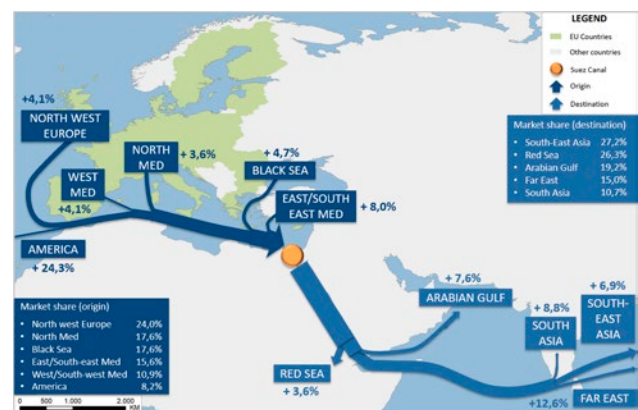 LEGEND
EU Countries
Other countries
Suez Canal
Origin
Destination
+4,1%
NORTH WEST
EUROPE
NORTH
MED
+ 3,6%
+ 4,7%
BLACK SEA
WEST
MED
+4,1%
EAST/SOUTH
EAST MED
+ 8,0%
AMERICA
+ 24,3%
Market share (destination)
• South-East Asia 27,2%
• Red Sea 26,3%
• Arabian Gulf 19,2%
• Far East 15,0%
• South Asia 10,7%
+ 7,6%
ARABIAN GULF
+ 6,9%
SOUTH-
EAST
ASIA
+ 8,8%
SOUTH
ASIA
Market share (origin)
• North west Europe 24,0%
• North Med 17,6%
• Black Sea 17,6%
• East/South-east Med 15,6%
• West/South-west Med 10,9%
• America 8,2%
RED SEA
+ 3,6%
+12,6%
FAR EAST
0 500 1.000 2.000
KM